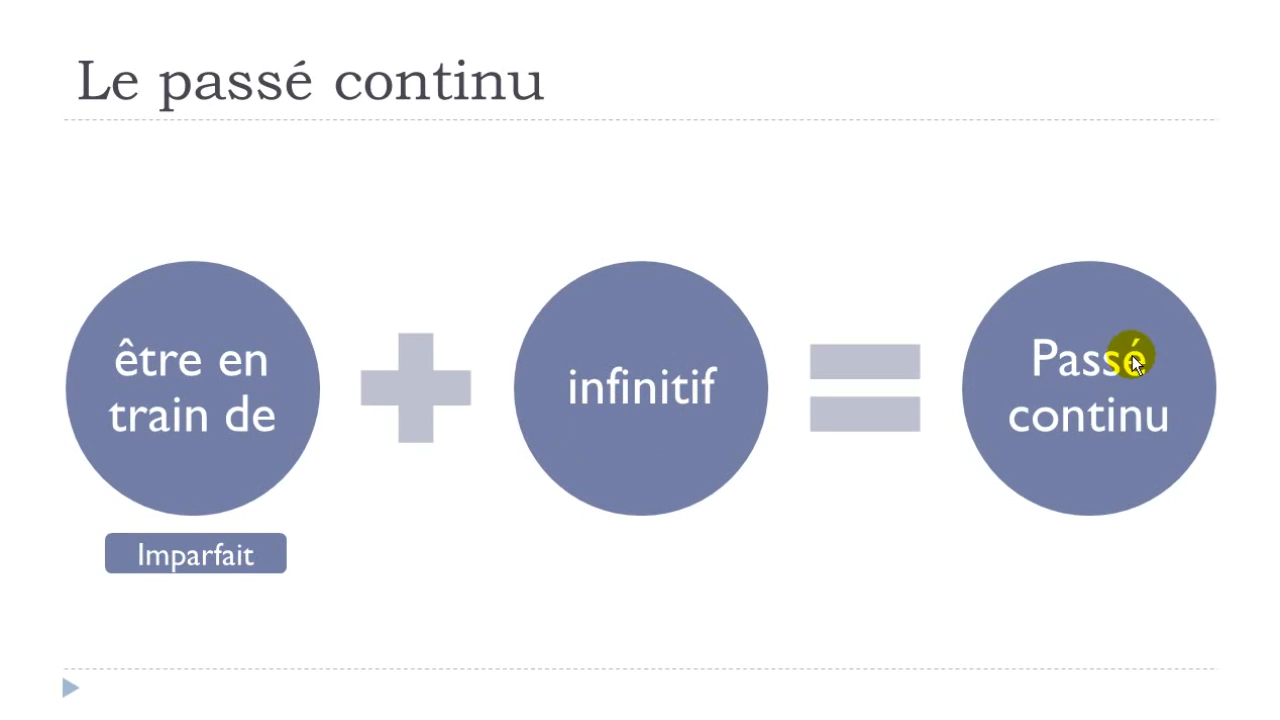 Le passé continu
être en
train de
infinitif
Passé
continu
Imparfait